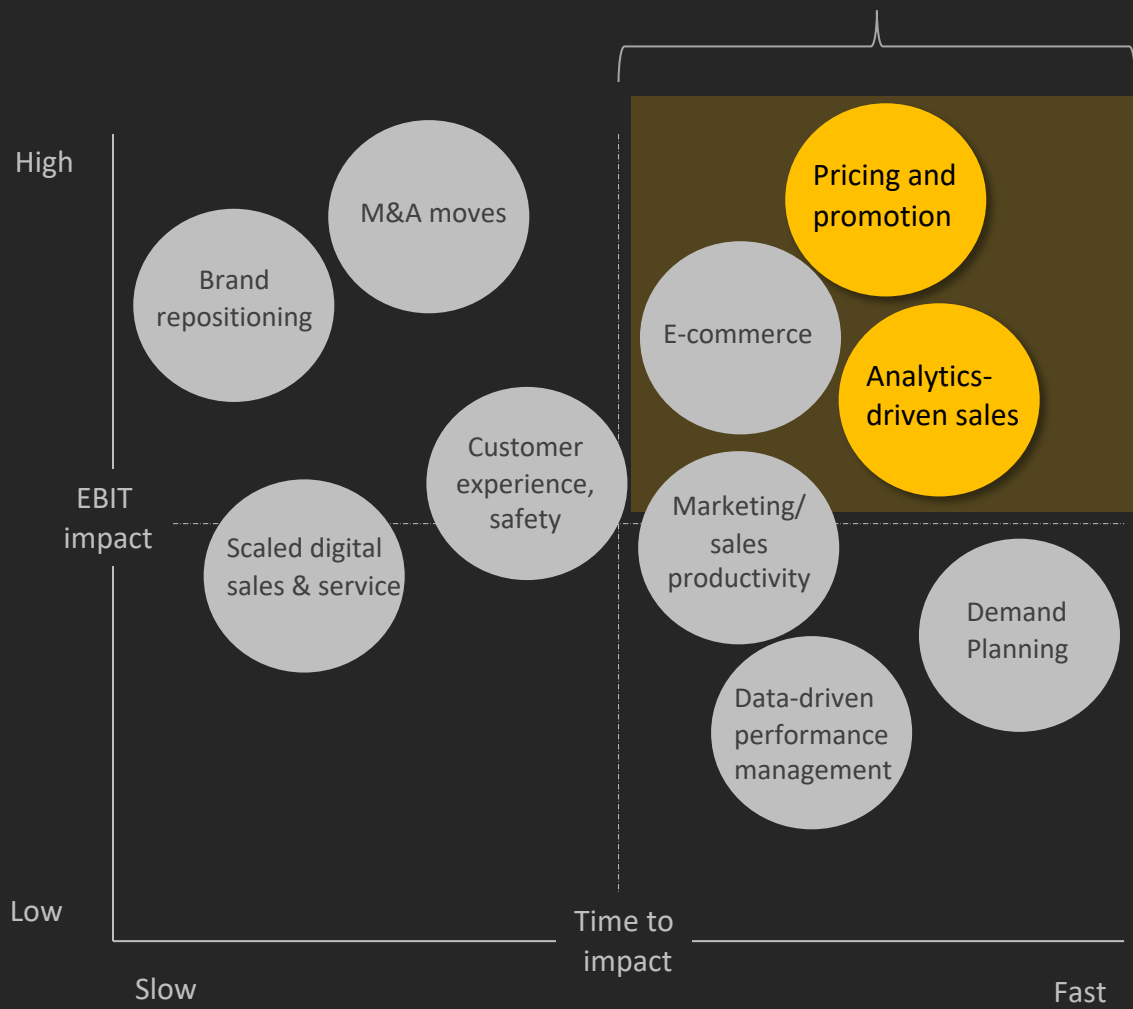 High
Pricing and
promotion
M&A moves
Brand
repositioning
E-commerce
Analytics-
driven sales
Customer
experience,
safety
EBIT
impact
Marketing/
sales
productivity
Scaled digital
sales & service
Demand
Planning
Data-driven
performance
management
Low
Time to
impact
Slow
Fast